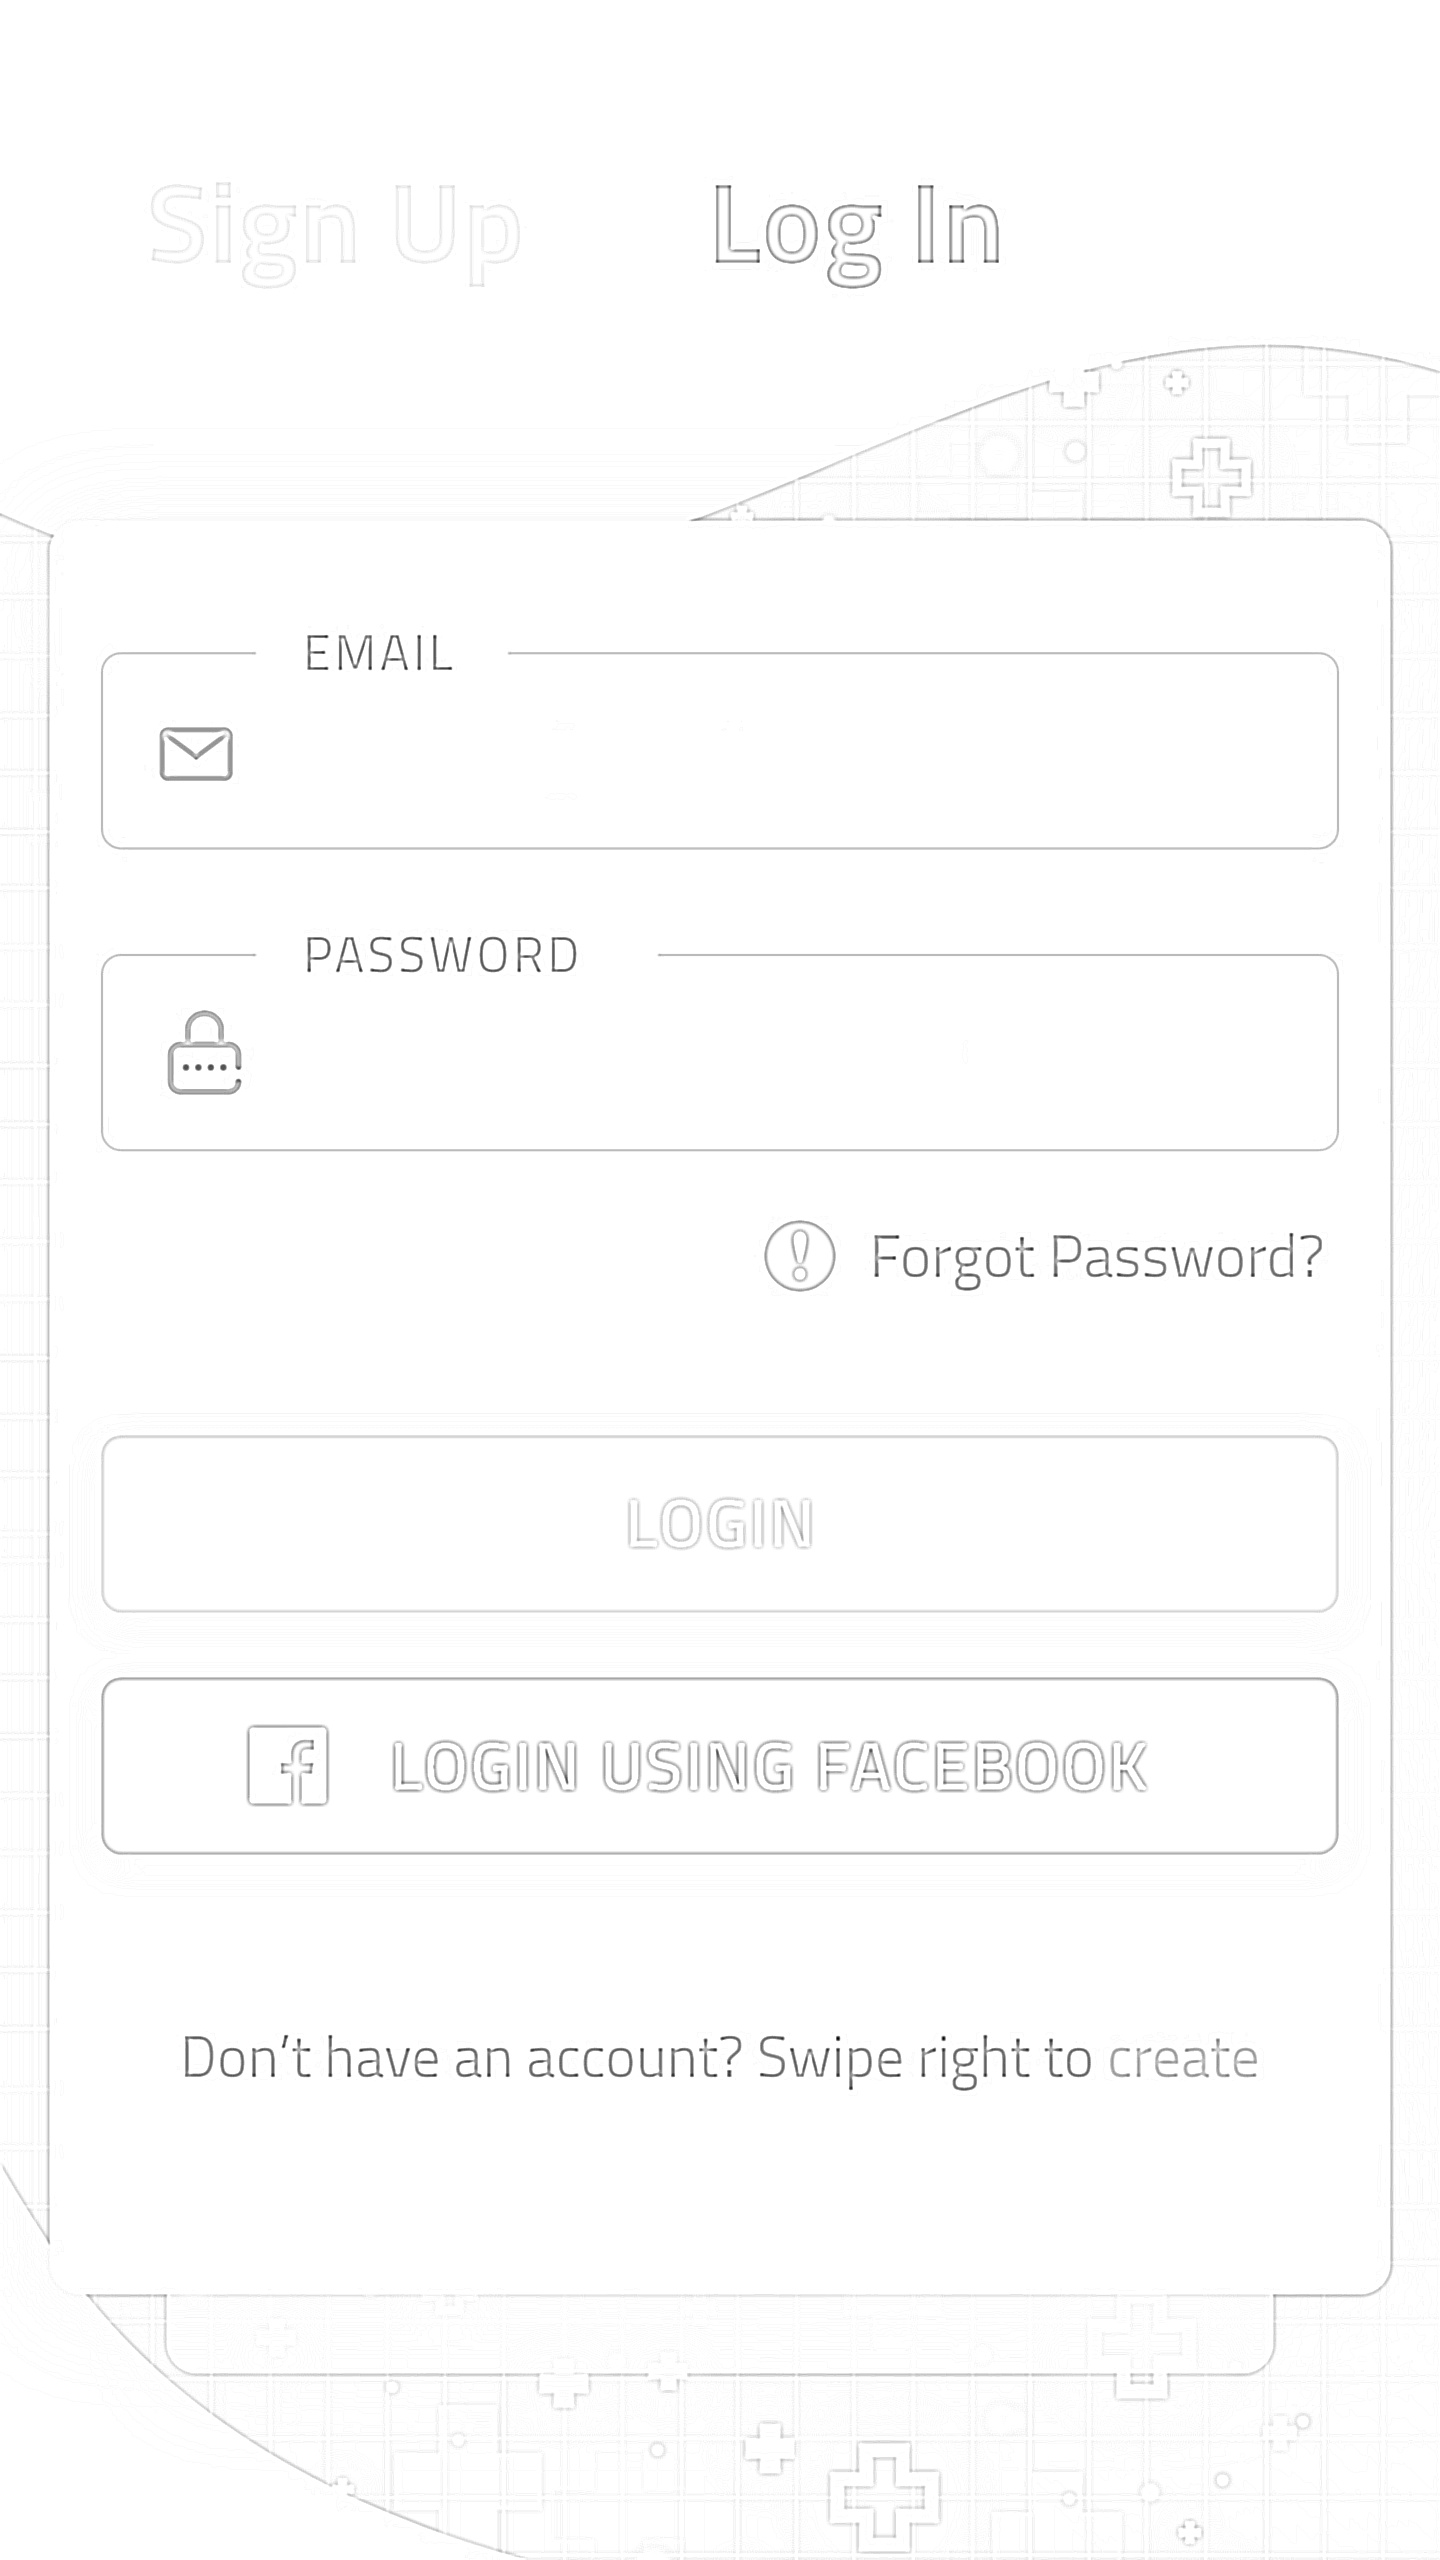 Sign Up Log In
EMAIL
PASSWORD
Forgot Password?
LOGIN
LOGIN USING FACEBOOK
Don’t have an account? Swipe right to create